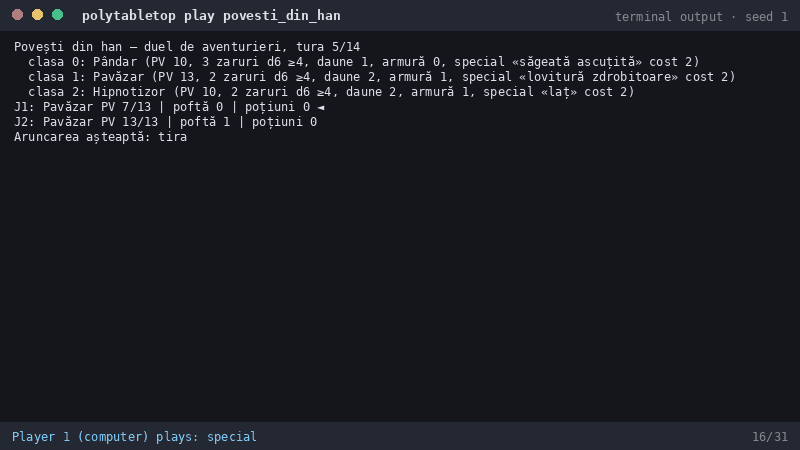 polytabletop play povesti_din_han
terminal output · seed 1
Povești din han — duel de aventurieri, tura 5/14
clasa 0: Pândar (PV 10, 3 zaruri d6 ≥4, daune 1, armură 0, special «săgeată ascuțită» cost 2)
clasa 1: Pavăzar (PV 13, 2 zaruri d6 ≥4, daune 2, armură 1, special «lovitură zdrobitoare» cost 2)
clasa 2: Hipnotizor (PV 10, 2 zaruri d6 ≥4, daune 2, armură 1, special «laț» cost 2)
J1: Pavăzar PV 7/13 | poftă 0 | poțiuni 0 ◄
J2: Pavăzar PV 13/13 | poftă 1 | poțiuni 0
Aruncarea așteaptă: tira
Player 1 (computer) plays: special
16/31